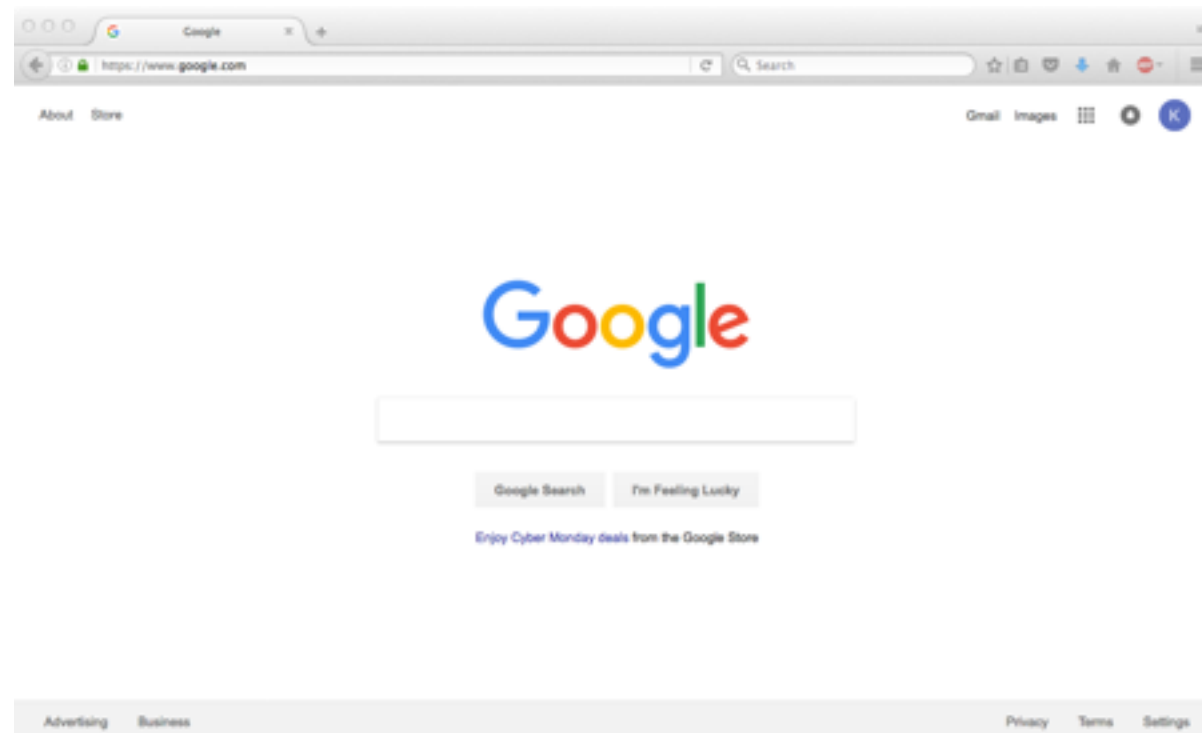 Google
https://www.google.com Search
About Store Gmail Images K
Google
Google Search I'm Feeling Lucky
Enjoy Cyber Monday deals from the Google Store
Advertising Business Privacy Terms Settings